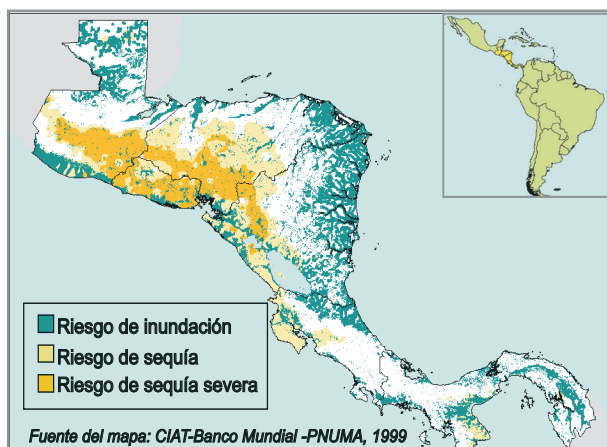 Riesgo de inundación
Riesgo de sequía
Riesgo de sequía severa
Fuente del mapa: CIAT-Banco Mundial -PNUMA, 1999